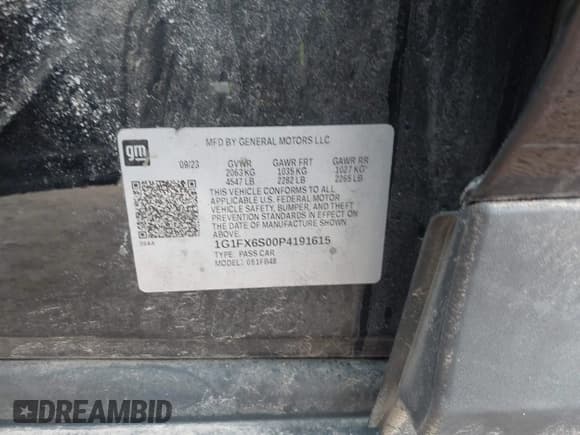 gm
MFD BY GENERAL MOTORS LLC
09/23 GVWR GAWR FRT GAWR RR
2063 KG 1035 KG 1027 KG
4547 LB 2282 LB 2265 LB
THIS VEHICLE CONFORMS TO ALL
APPLICABLE U.S. FEDERAL MOTOR
VEHICLE SAFETY, BUMPER, AND THEFT
PREVENTION STANDARDS IN EFFECT ON
THE DATE OF MANUFACTURE SHOWN
ABOVE.
1G1FX6S00P4191615
TYPE: PASS CAR
MODEL: 0S1FB48
DREAMBID